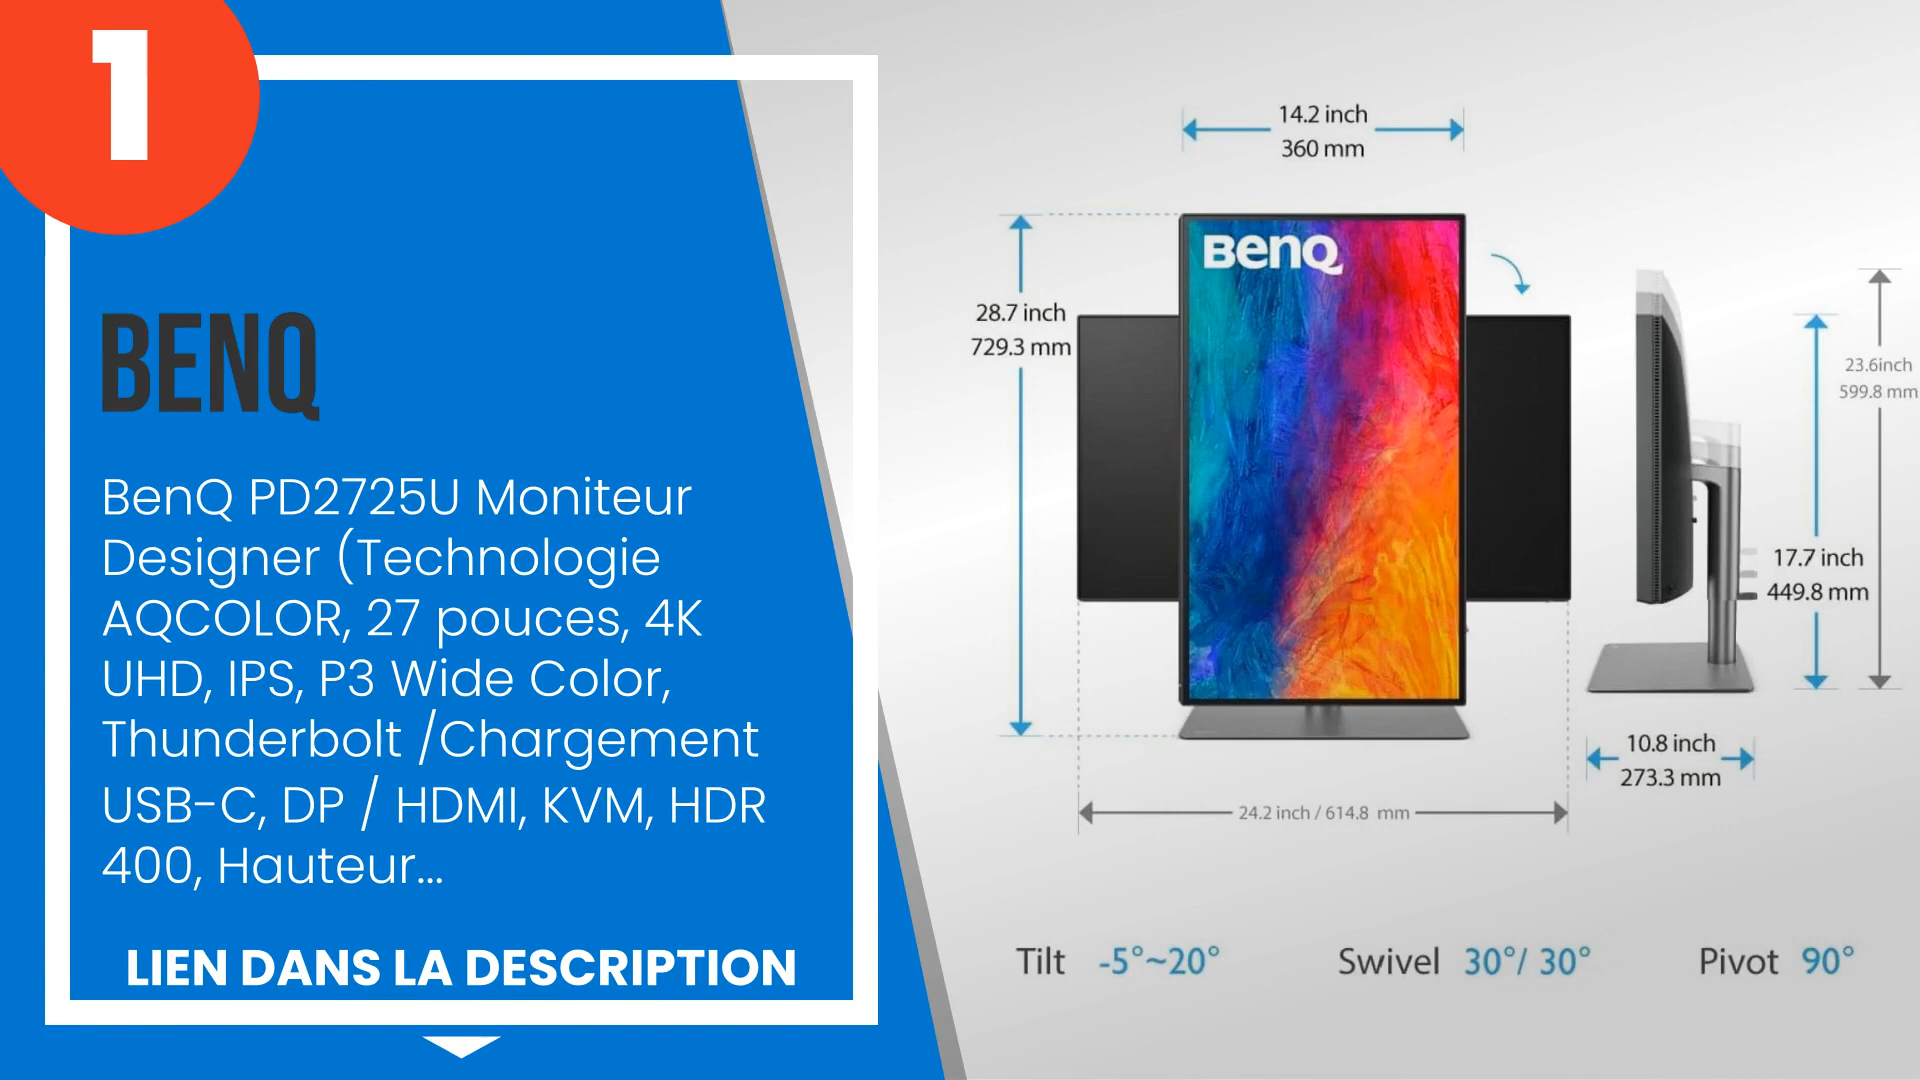 1
BENQ
BenQ PD2725U Moniteur
Designer (Technologie
AQCOLOR, 27 pouces, 4K
UHD, IPS, P3 Wide Color,
Thunderbolt /Chargement
USB-C, DP / HDMI, KVM, HDR
400, Hauteur...
LIEN DANS LA DESCRIPTION
14.2 inch
360 mm
BenQ
28.7 inch
729.3 mm
23.6inch
599.8 mm
17.7 inch
449.8 mm
10.8 inch
273.3 mm
24.2 inch / 614.8 mm
Tilt -5°~20° Swivel 30°/ 30° Pivot 90°